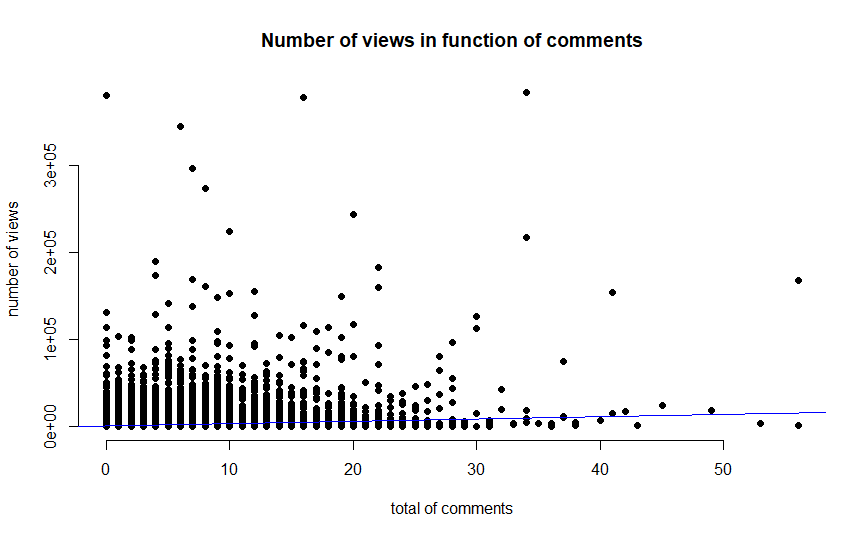 Number of views in function of comments
number of views
3e+05
2e+05
1e+05
0e+00
0 10 20 30 40 50
total of comments